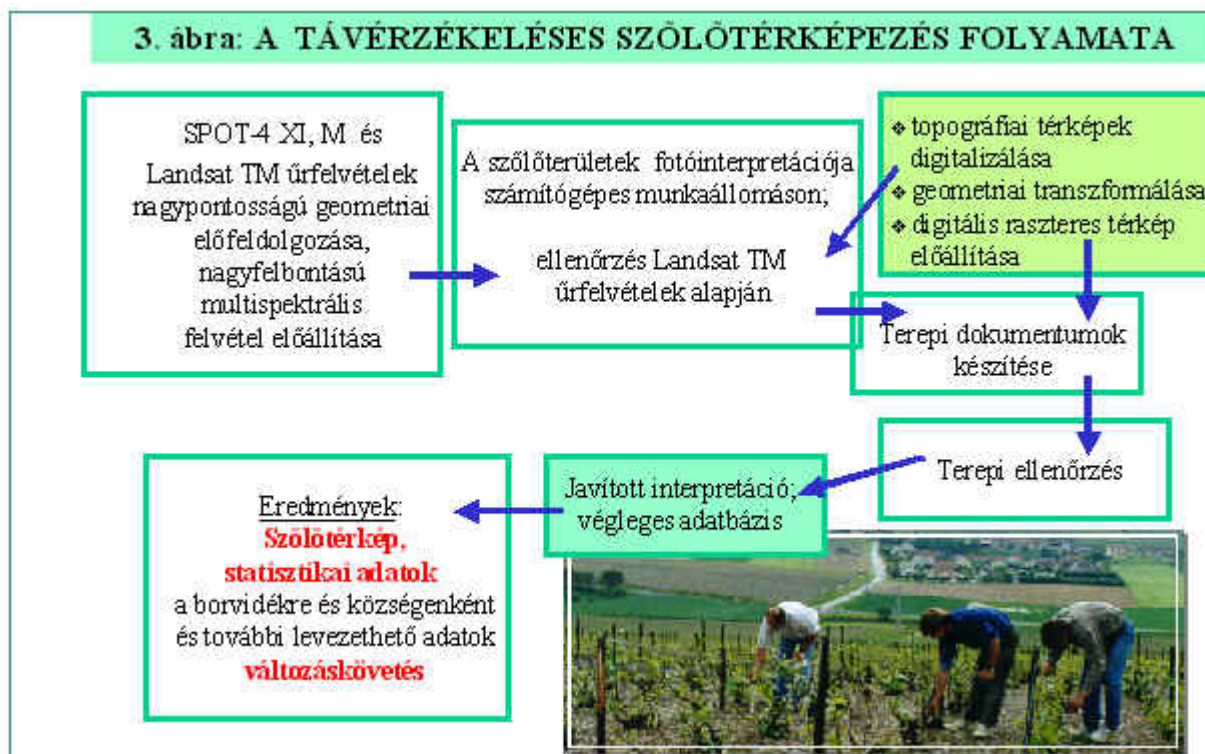 3. ábra: A TÁVÉRZÉKELÉSES SZŐLŐTÉRKÉPEZÉS FOLYAMATA
SPOT-4 XI, M és
Landsat TM űrfelvételek
nagypontosságú geometriai
előfeldolgozása,
nagyfelbontású
multispektrális
felvétel előállítása
A szőlőterületek fotóinterpretációja
számítógépes munkaállomáson;
ellenőrzés Landsat TM
űrfelvételek alapján
❖ topográfiai térképek
digitalizálása
❖ geometriai transzformálása
❖ digitális raszteres térkép
előállítása
Terepi dokumentumok
készítése
Terepi ellenőrzés
Javított interpretáció;
végleges adatbázis
Eredmények:
Szőlőtérkép,
statisztikai adatok
a borvidékre és községenként
és további levezethető adatok
változáskövetés